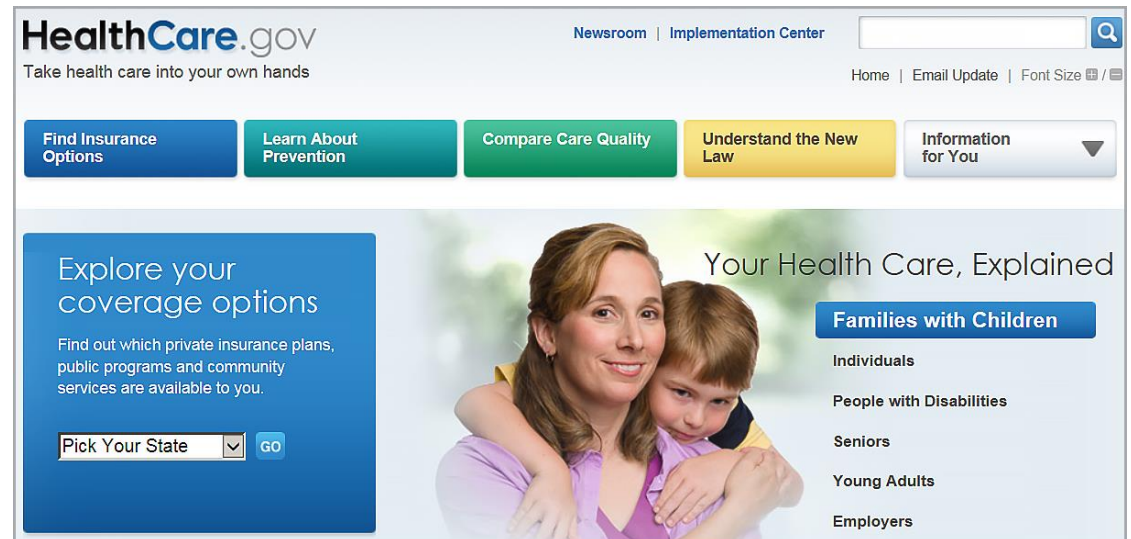 HealthCare.gov
Take health care into your own hands
Newsroom | Implementation Center
Home | Email Update | Font Size + / -
Find Insurance
Options
Learn About
Prevention
Compare Care Quality
Understand the New
Law
Information
for You
Explore your
coverage options
Find out which private insurance plans,
public programs and community
services are available to you.
Pick Your State
GO
Your Health Care, Explained
Families with Children
Individuals
People with Disabilities
Seniors
Young Adults
Employers